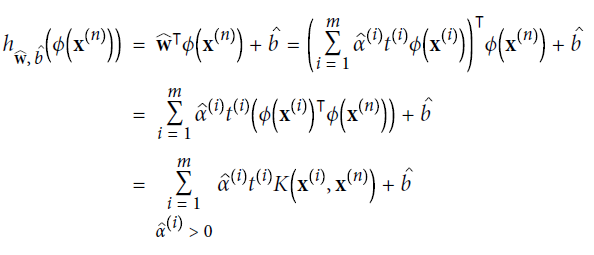 h_{ŵ, b̂}(ϕ(x^{(n)})) = ŵ^⊺ϕ(x^{(n)}) + b̂ = (∑_{i = 1}^{m} α̂^{(i)}t^{(i)}ϕ(x^{(i)}))^⊺ϕ(x^{(n)}) + b̂
= ∑_{i = 1}^{m} α̂^{(i)}t^{(i)}(ϕ(x^{(i)})^⊺ϕ(x^{(n)})) + b̂
= ∑_{i = 1, α̂^{(i)} > 0}^{m} α̂^{(i)}t^{(i)}K(x^{(i)}, x^{(n)}) + b̂